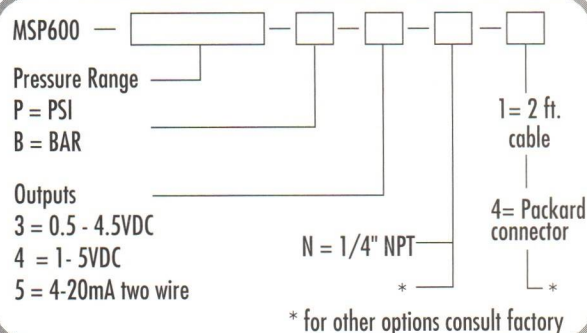 MSP600 —
Pressure Range
P = PSI
B = BAR
Outputs
3 = 0.5 - 4.5VDC
4 = 1- 5VDC
5 = 4-20mA two wire
N = 1/4" NPT
*
1= 2 ft.
cable
4= Packard
connector
*
* for other options consult factory